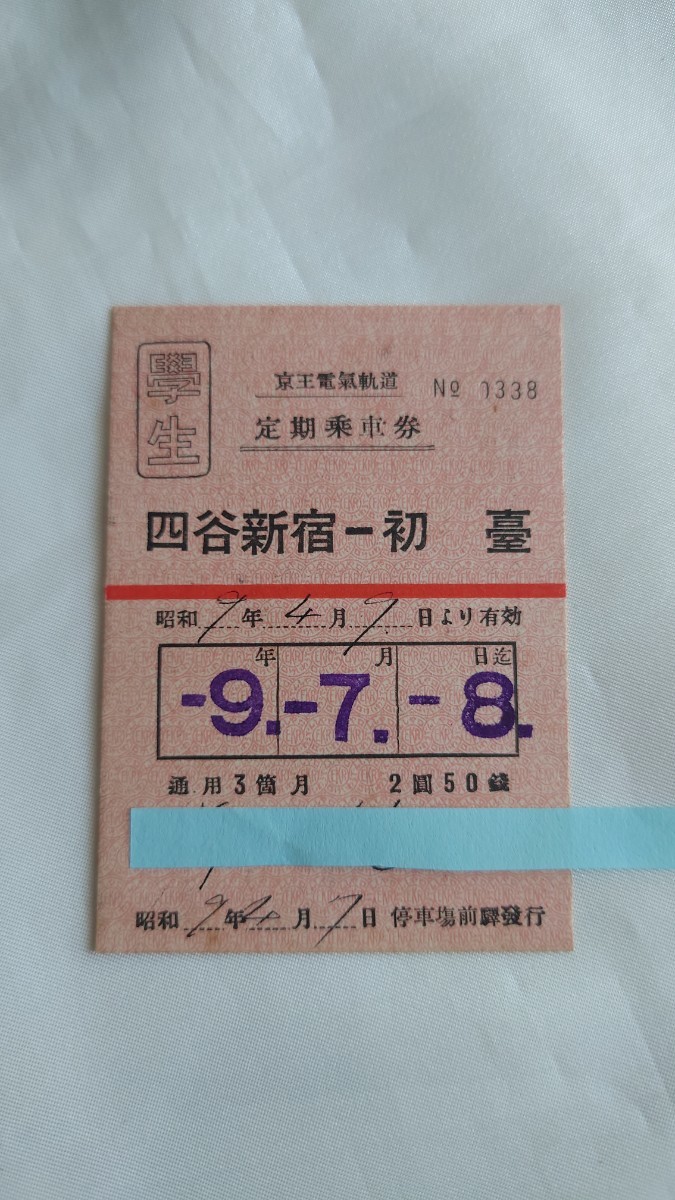 學生
京王電氣軌道 № 0338
定期乗車券
四谷新宿－初 臺
昭和 9 年 4 月 9 日より有効
年 月 日迄
-9.-7.-8.
通用3箇月 2圓50錢
昭和 9 年 4 月 7 日 停車場前驛發行